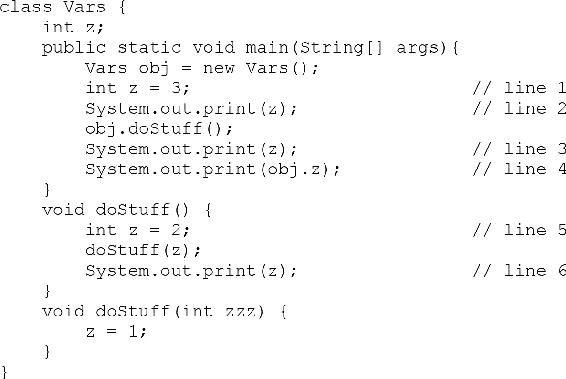 class Vars {
    int z;
    public static void main(String[] args){
        Vars obj = new Vars();
        int z = 3;                          // line 1
        System.out.print(z);                // line 2
        obj.doStuff();
        System.out.print(z);                // line 3
        System.out.print(obj.z);            // line 4
    }
    void doStuff() {
        int z = 2;                          // line 5
        doStuff(z);
        System.out.print(z);                // line 6
    }
    void doStuff(int zzz) {
        z = 1;
    }
}